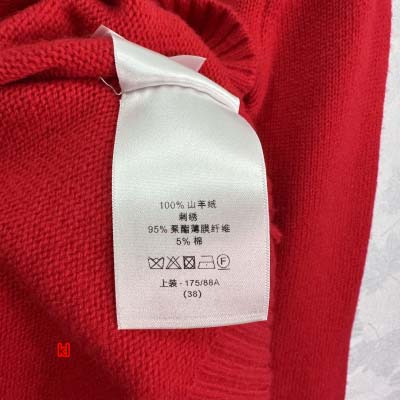 100% 山羊绒
刺绣
95% 聚酯薄膜纤维
5% 棉
F
上装 - 175/88A
(38)
kl